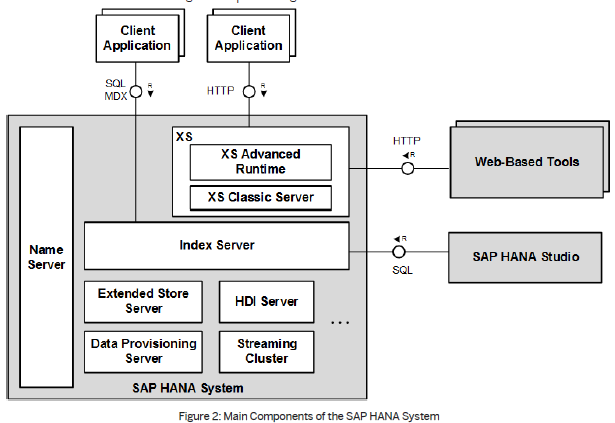 Client
Application
Client
Application
SQL
MDX
R
HTTP
R
XS
XS Advanced
Runtime
XS Classic Server
HTTP
R
Web-Based Tools
Name
Server
Index Server
R
SQL
SAP HANA Studio
Extended Store
Server
HDI Server
...
Data Provisioning
Server
Streaming
Cluster
SAP HANA System
Figure 2: Main Components of the SAP HANA System